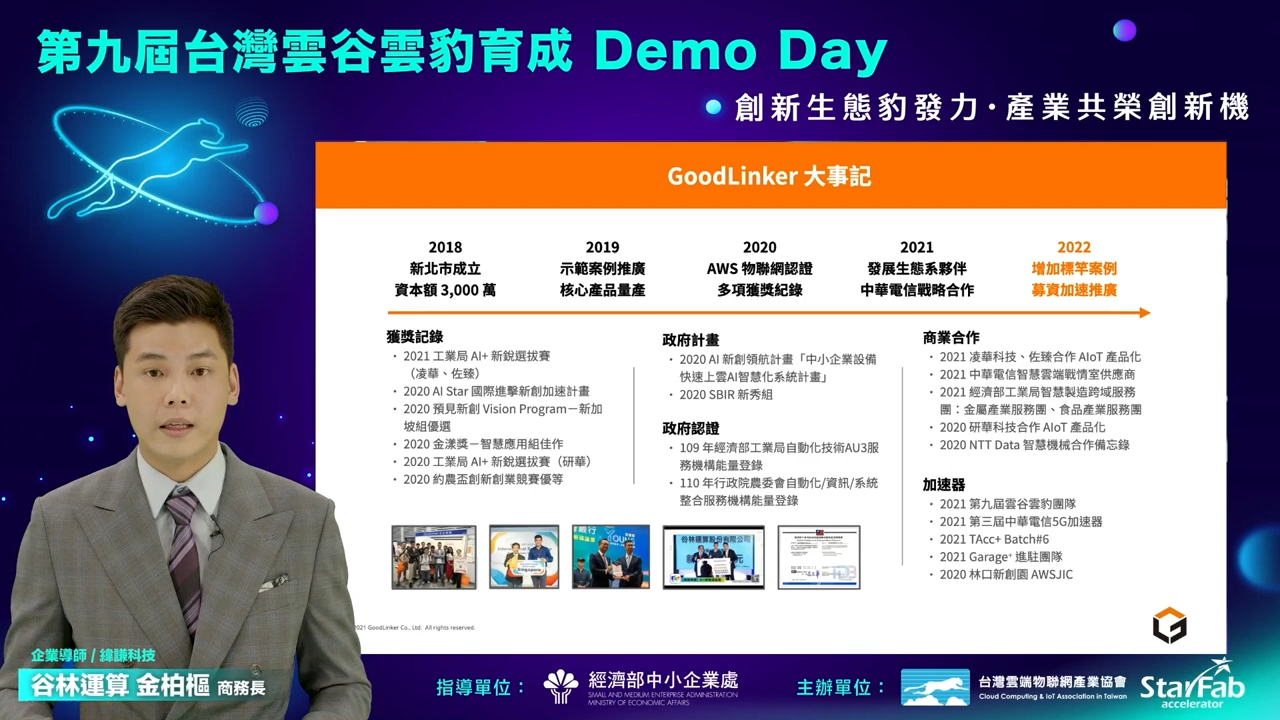 第九屆台灣雲谷雲豹育成 Demo Day
創新生態豹發力·產業共榮創新機
GoodLinker 大事記
2018
新北市成立
資本額 3,000 萬
2019
示範案例推廣
核心產品量產
2020
AWS 物聯網認證
多項獲獎紀錄
2021
發展生態系夥伴
中華電信戰略合作
2022
增加標竿案例
募資加速推廣
獲獎記錄
・ 2021 工業局 AI+ 新銳選拔賽
（凌華、佐臻）
・ 2020 AI Star 國際進擊新創加速計畫
・ 2020 預見新創 Vision Program－新加
坡組優選
・ 2020 金漾獎－智慧應用組佳作
・ 2020 工業局 AI+ 新銳選拔賽（研華）
・ 2020 約農盃創新創業競賽優等
政府計畫
・ 2020 AI 新創領航計畫「中小企業設備
快速上雲AI智慧化系統計畫」
・ 2020 SBIR 新秀組
政府認證
・ 109 年經濟部工業局自動化技術AU3服
務機構能量登錄
・ 110 年行政院農委會自動化/資訊/系統
整合服務機構能量登錄
商業合作
・ 2021 凌華科技、佐臻合作 AIoT 產品化
・ 2021 中華電信智慧雲端戰情室供應商
・ 2021 經濟部工業局智慧製造跨域服務
團：金屬產業服務團、食品產業服務團
・ 2020 研華科技合作 AIoT 產品化
・ 2020 NTT Data 智慧機械合作備忘錄
加速器
・ 2021 第九屆雲谷雲豹團隊
・ 2021 第三屆中華電信5G加速器
・ 2021 TAcc+ Batch#6
・ 2021 Garage+ 進駐團隊
・ 2020 林口新創園 AWSJIC
Singapore
谷林運算股份有限公司
2021 GoodLinker Co., Ltd. All rights reserved.
企業導師 / 緯謙科技
谷林運算 金柏樞 商務長
指導單位：
經濟部中小企業處
SMALL AND MEDIUM ENTERPRISE ADMINISTRATION
MINISTRY OF ECONOMIC AFFAIRS
主辦單位：
台灣雲端物聯網產業協會
Cloud Computing & IoT Association in Taiwan
StarFab
accelerator